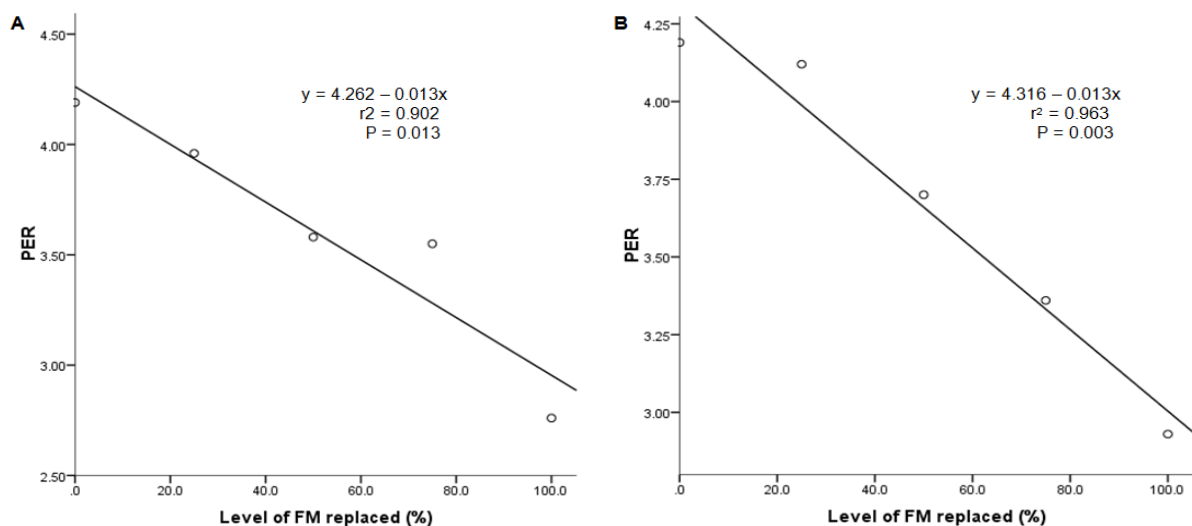 A
4.50
4.00
3.50
3.00
2.50
PER
y = 4.262 – 0.013x
r2 = 0.902
P = 0.013
.0 20.0 40.0 60.0 80.0 100.0
Level of FM replaced (%)
B
4.25
4.00
3.75
3.50
3.25
3.00
PER
y = 4.316 – 0.013x
r² = 0.963
P = 0.003
.0 20.0 40.0 60.0 80.0 100.0
Level of FM replaced (%)